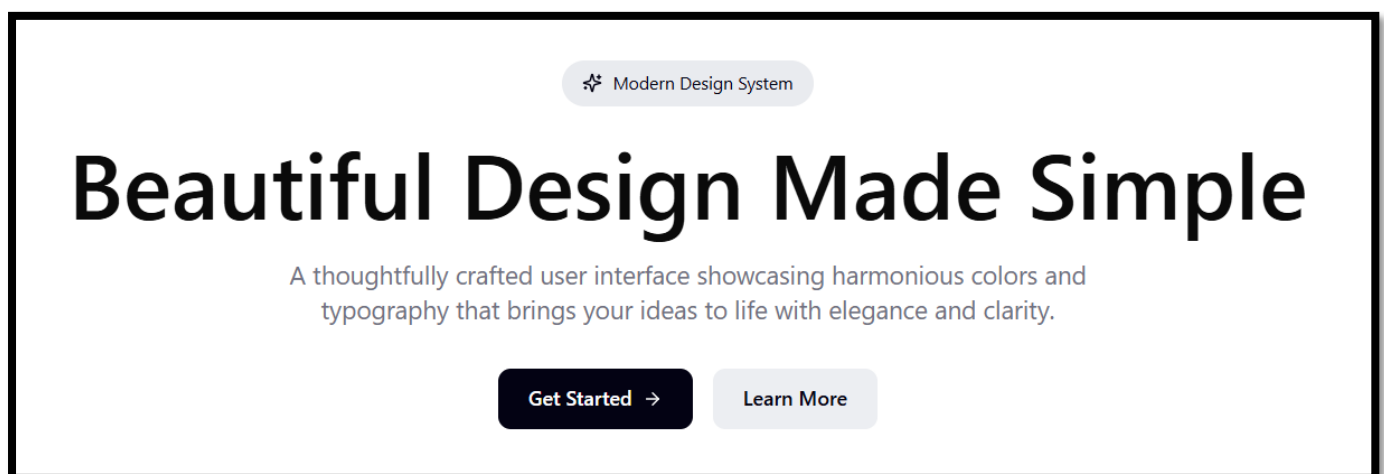 Modern Design System
Beautiful Design Made Simple
A thoughtfully crafted user interface showcasing harmonious colors and
typography that brings your ideas to life with elegance and clarity.
Get Started →
Learn More